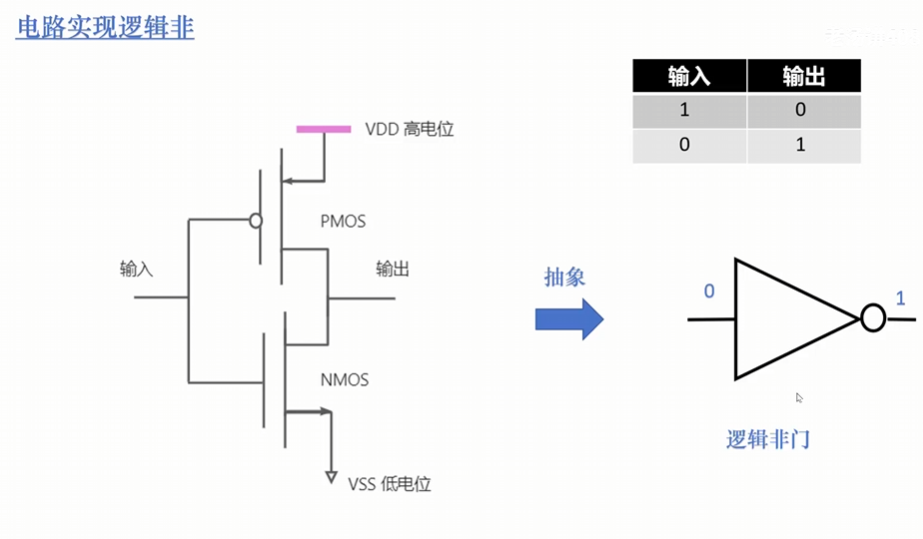 电路实现逻辑非
输入 输出
1 0
0 1
VDD 高电位
PMOS
输入
输出
NMOS
VSS 低电位
抽象
0
1
逻辑非门